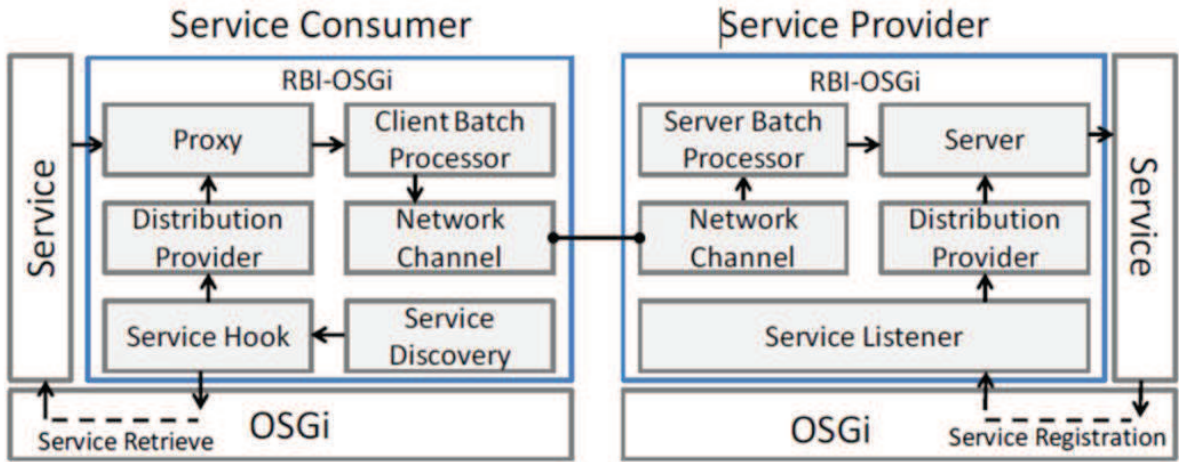 Service Consumer
Service
RBI-OSGi
Proxy
Client Batch
Processor
Distribution
Provider
Network
Channel
Service Hook
Service
Discovery
OSGi
Service Retrieve
Service Provider
RBI-OSGi
Server Batch
Processor
Server
Network
Channel
Distribution
Provider
Service Listener
Service
OSGi
Service Registration